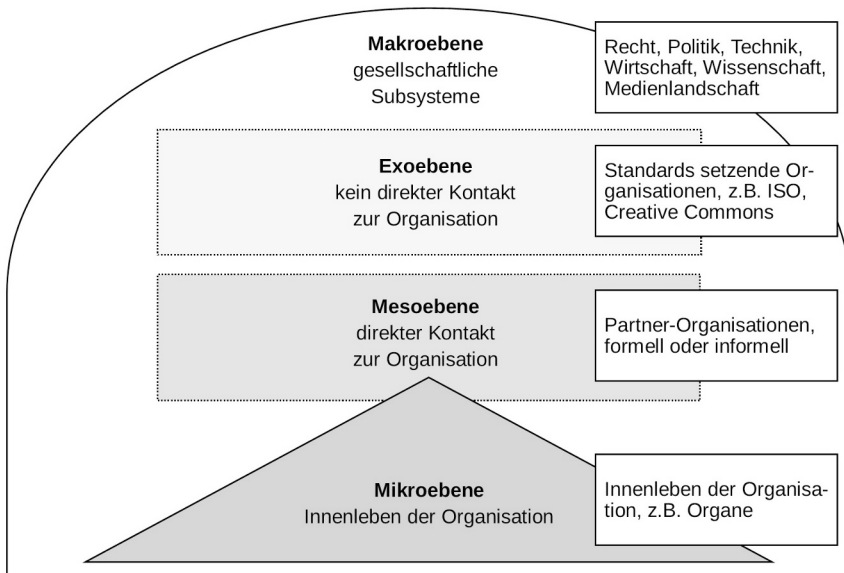 Makroebene
gesellschaftliche
Subsysteme
Recht, Politik, Technik,
Wirtschaft, Wissenschaft,
Medienlandschaft
Exoebene
kein direkter Kontakt
zur Organisation
Standards setzende Or-
ganisationen, z.B. ISO,
Creative Commons
Mesoebene
direkter Kontakt
zur Organisation
Partner-Organisationen,
formell oder informell
Mikroebene
Innenleben der Organisation
Innenleben der Organisa-
tion, z.B. Organe